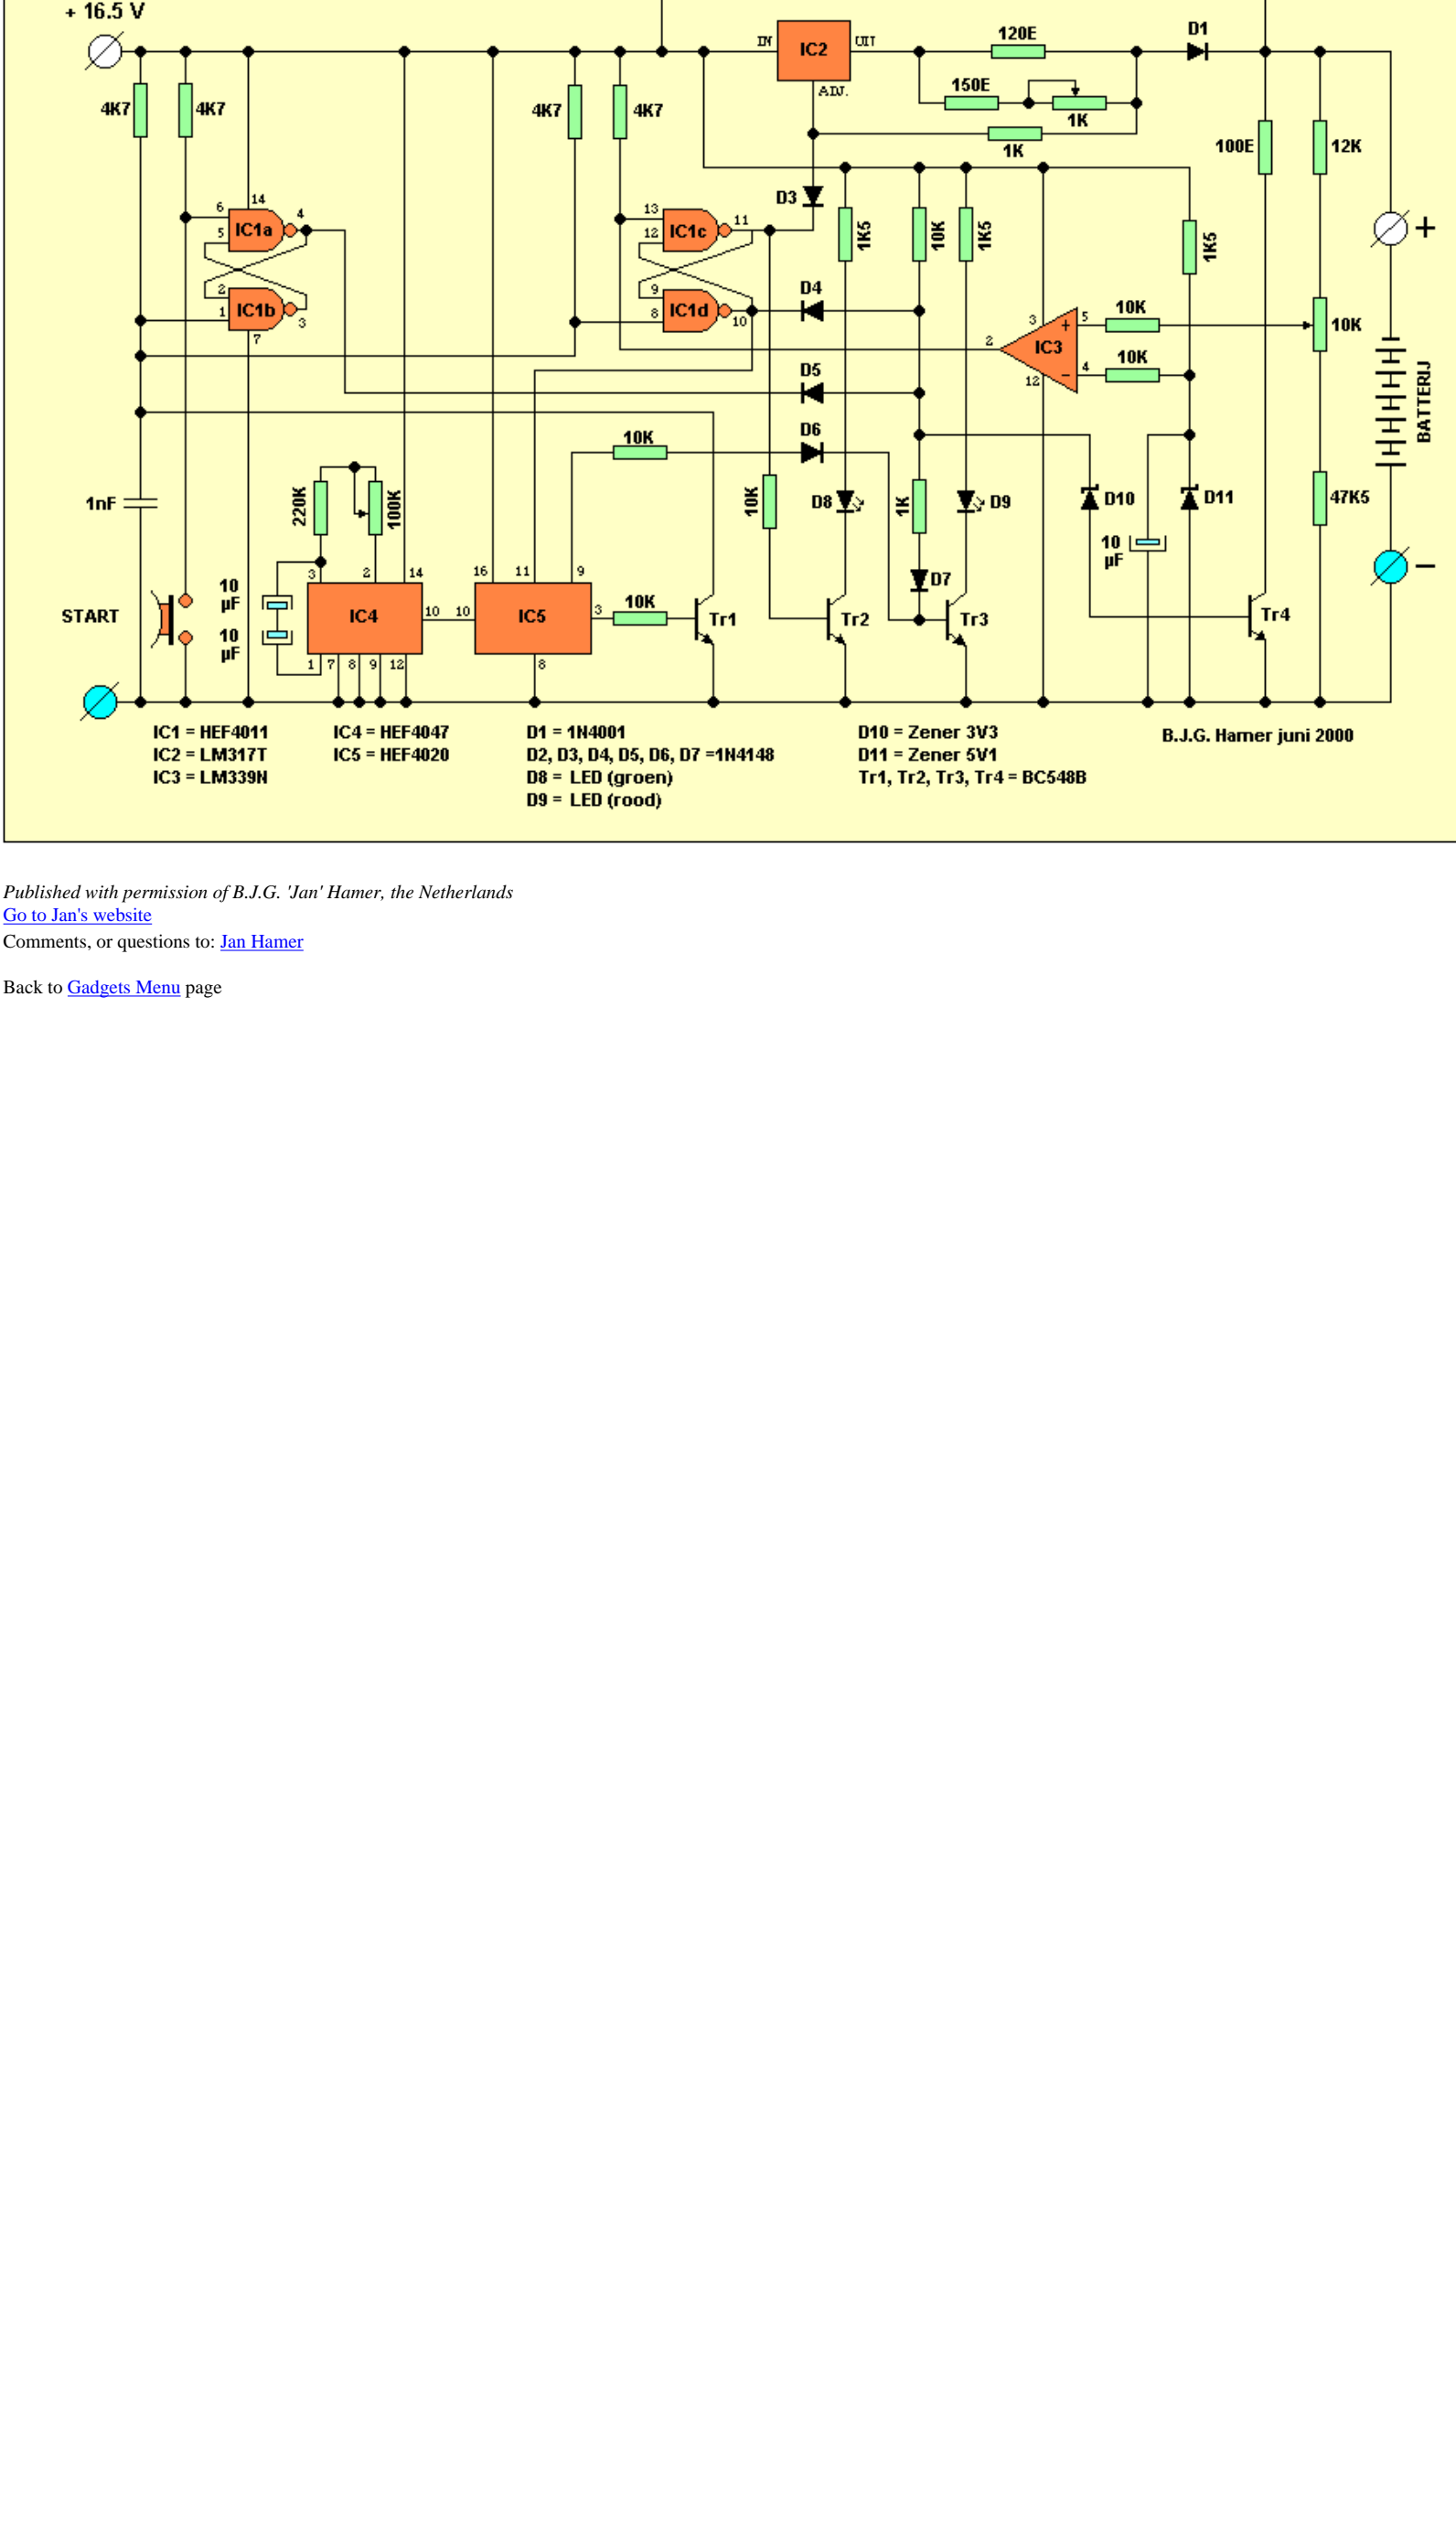 + 16.5 V
IN IC2 UIT 120E D1
ADJ. 150E
1K
1K
4K7 4K7 4K7 4K7 100E 12K
14
6 4 5 IC1a
13 11 12 IC1c
D3 1K5 10K 1K5 1K5
+
2 1 IC1b 3 7
9 8 IC1d 10
D4
3 5 + 10K 10K
2 IC3
12 4 − 10K
D5
BATTERIJ
10K D6
1nF 220K 100K 10K D8 1K D9 D10 D11 47K5
10 µF
−
3 2 14 16 11 9
D7
START 10 µF IC4 10 10 IC5 3 10K Tr1 Tr2 Tr3 Tr4
10 µF
1 7 8 9 12 8
IC1 = HEF4011 IC4 = HEF4047 D1 = 1N4001 D10 = Zener 3V3 B.J.G. Hamer juni 2000
IC2 = LM317T IC5 = HEF4020 D2, D3, D4, D5, D6, D7 =1N4148 D11 = Zener 5V1
IC3 = LM339N D8 = LED (groen) Tr1, Tr2, Tr3, Tr4 = BC548B
D9 = LED (rood)
Published with permission of B.J.G. 'Jan' Hamer, the Netherlands
Go to Jan's website
Comments, or questions to: Jan Hamer
Back to Gadgets Menu page